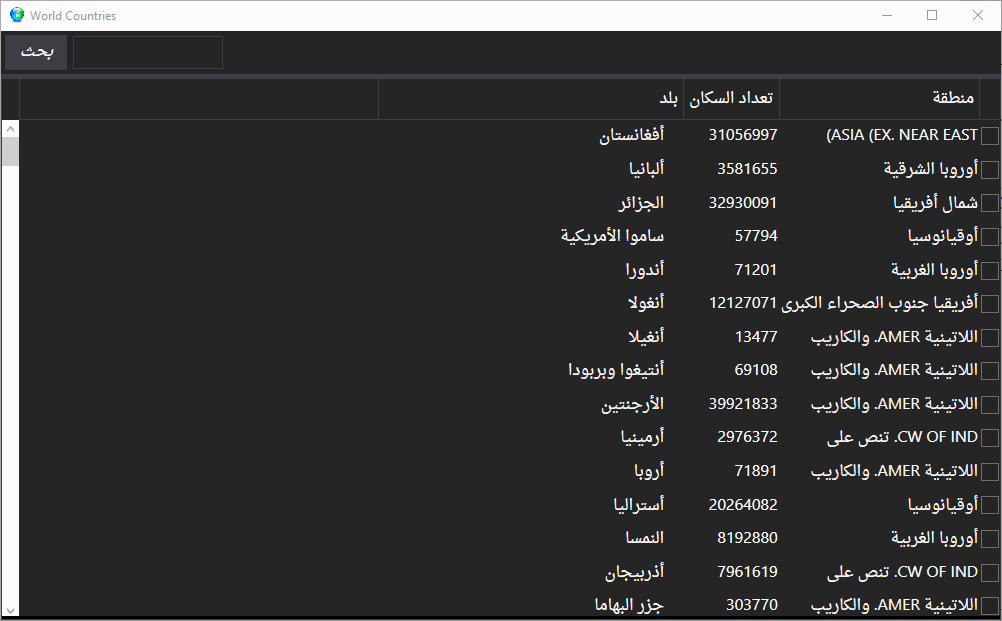 World Countries
بحث
منطقة تعداد السكان بلد
ASIA (EX. NEAR EAST) 31056997 أفغانستان
أوروبا الشرقية 3581655 ألبانيا
شمال أفريقيا 32930091 الجزائر
أوقيانوسيا 57794 ساموا الأمريكية
أوروبا الغربية 71201 أندورا
أفريقيا جنوب الصحراء الكبرى 12127071 أنغولا
اللاتينية AMER. والكاريب 13477 أنغيلا
اللاتينية AMER. والكاريب 69108 أنتيغوا وبربودا
اللاتينية AMER. والكاريب 39921833 الأرجنتين
CW OF IND. تنص على 2976372 أرمينيا
اللاتينية AMER. والكاريب 71891 أروبا
أوقيانوسيا 20264082 أستراليا
أوروبا الغربية 8192880 النمسا
CW OF IND. تنص على 7961619 أذربيجان
اللاتينية AMER. والكاريب 303770 جزر البهاما